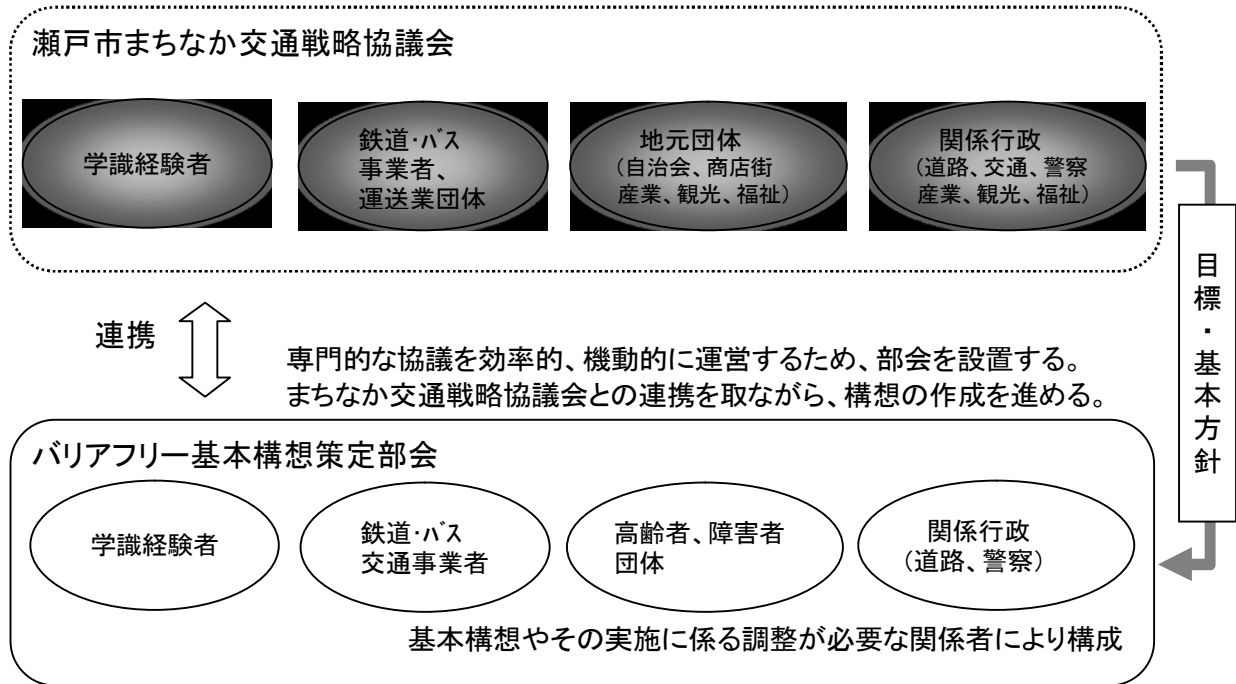 瀬戸市まちなか交通戦略協議会
学識経験者
鉄道・バス
事業者、
運送業団体
地元団体
(自治会、商店街
産業、観光、福祉)
関係行政
(道路、交通、警察
産業、観光、福祉)
目標・基本方針
連携
専門的な協議を効率的、機動的に運営するため、部会を設置する。
まちなか交通戦略協議会との連携を取ながら、構想の作成を進める。
バリアフリー基本構想策定部会
学識経験者
鉄道・バス
交通事業者
高齢者、障害者
団体
関係行政
(道路、警察)
基本構想やその実施に係る調整が必要な関係者により構成